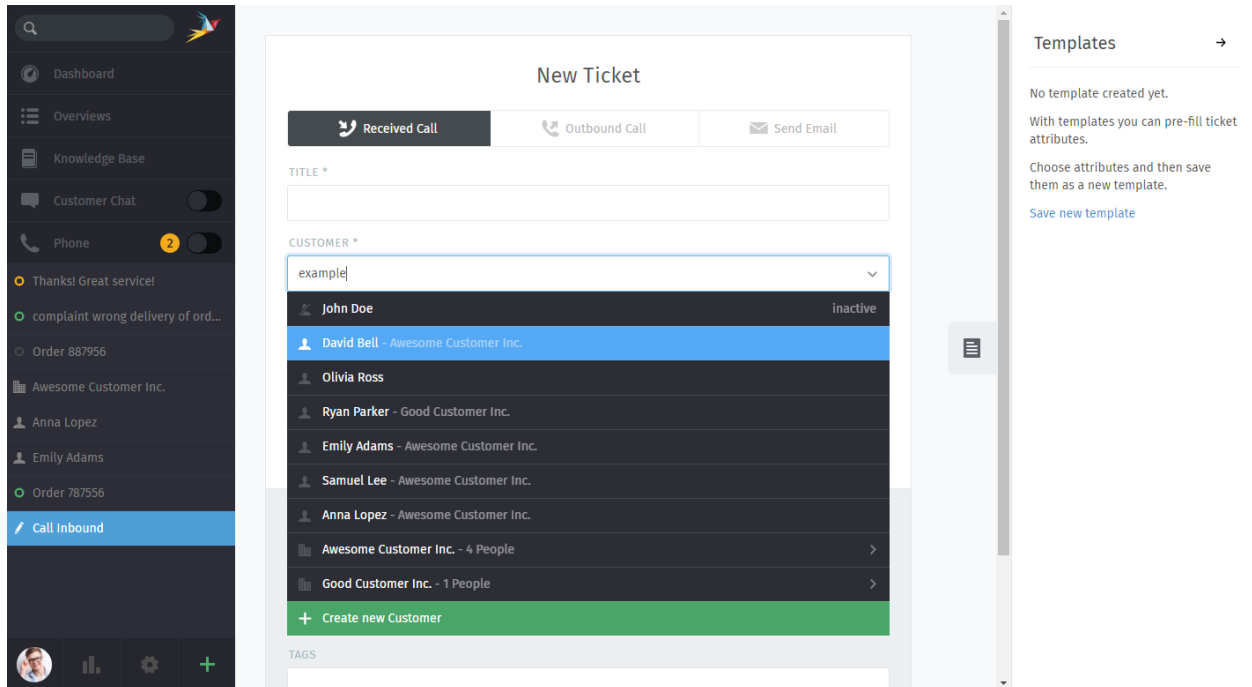 Dashboard
Overviews
Knowledge Base
Customer Chat
Phone 2
Thanks! Great service!
complaint wrong delivery of ord...
Order 887956
Awesome Customer Inc.
Anna Lopez
Emily Adams
Order 787556
Call Inbound
New Ticket
Received Call
Outbound Call
Send Email
TITLE *
CUSTOMER *
example
John Doe inactive
David Bell - Awesome Customer Inc.
Olivia Ross
Ryan Parker - Good Customer Inc.
Emily Adams - Awesome Customer Inc.
Samuel Lee - Awesome Customer Inc.
Anna Lopez - Awesome Customer Inc.
Awesome Customer Inc. - 4 People
Good Customer Inc. - 1 People
Create new Customer
TAGS
Templates
No template created yet.
With templates you can pre-fill ticket
attributes.
Choose attributes and then save
them as a new template.
Save new template